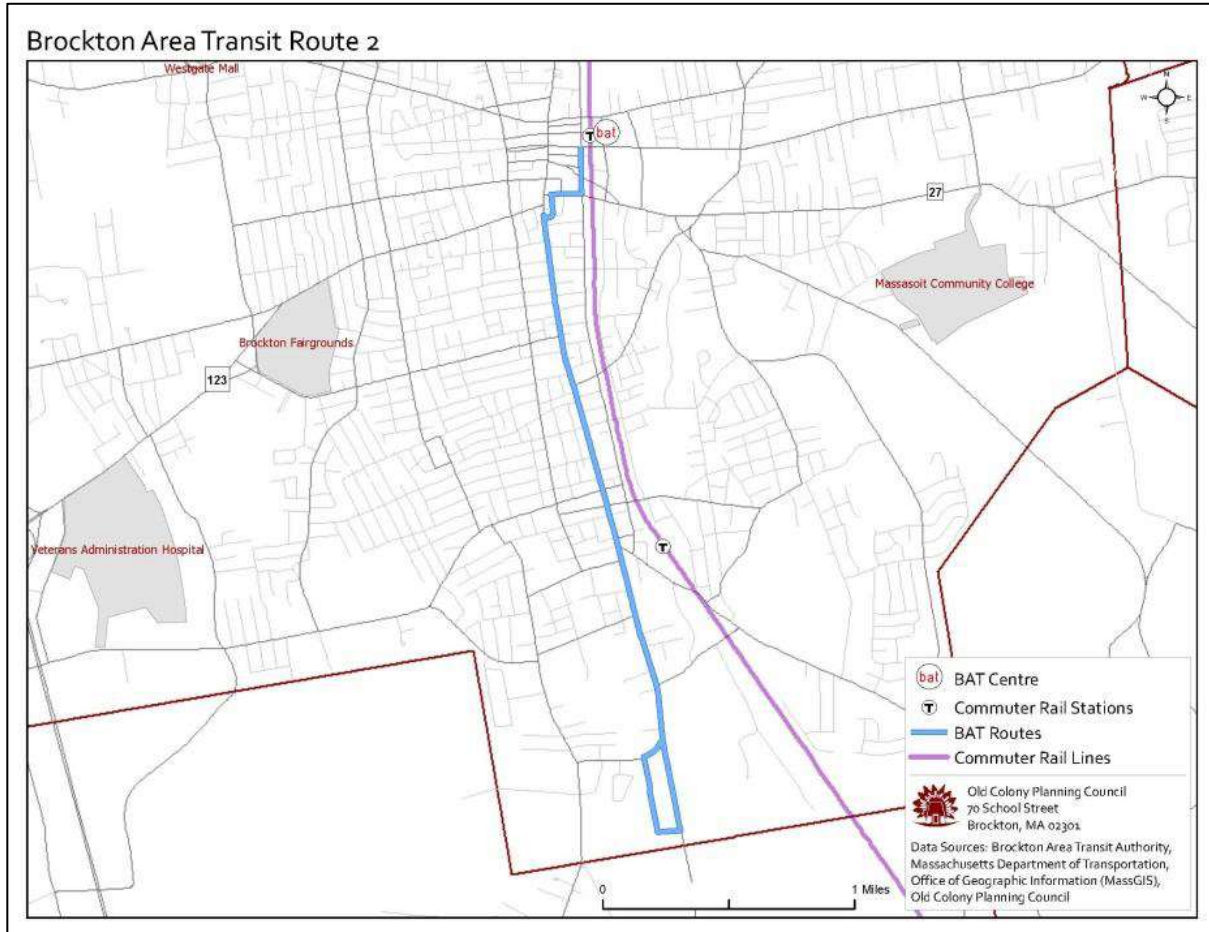 Brockton Area Transit Route 2
Westgate Mall
N
W E
S
T bat
27
Massasoit Community College
Brockton Fairgrounds
123
Veterans Administration Hospital
T
bat BAT Centre
T Commuter Rail Stations
BAT Routes
Commuter Rail Lines
Old Colony Planning Council
70 School Street
Brockton, MA 02301
Data Sources: Brockton Area Transit Authority,
Massachusetts Department of Transportation,
Office of Geographic Information (MassGIS),
Old Colony Planning Council
0 1 Miles